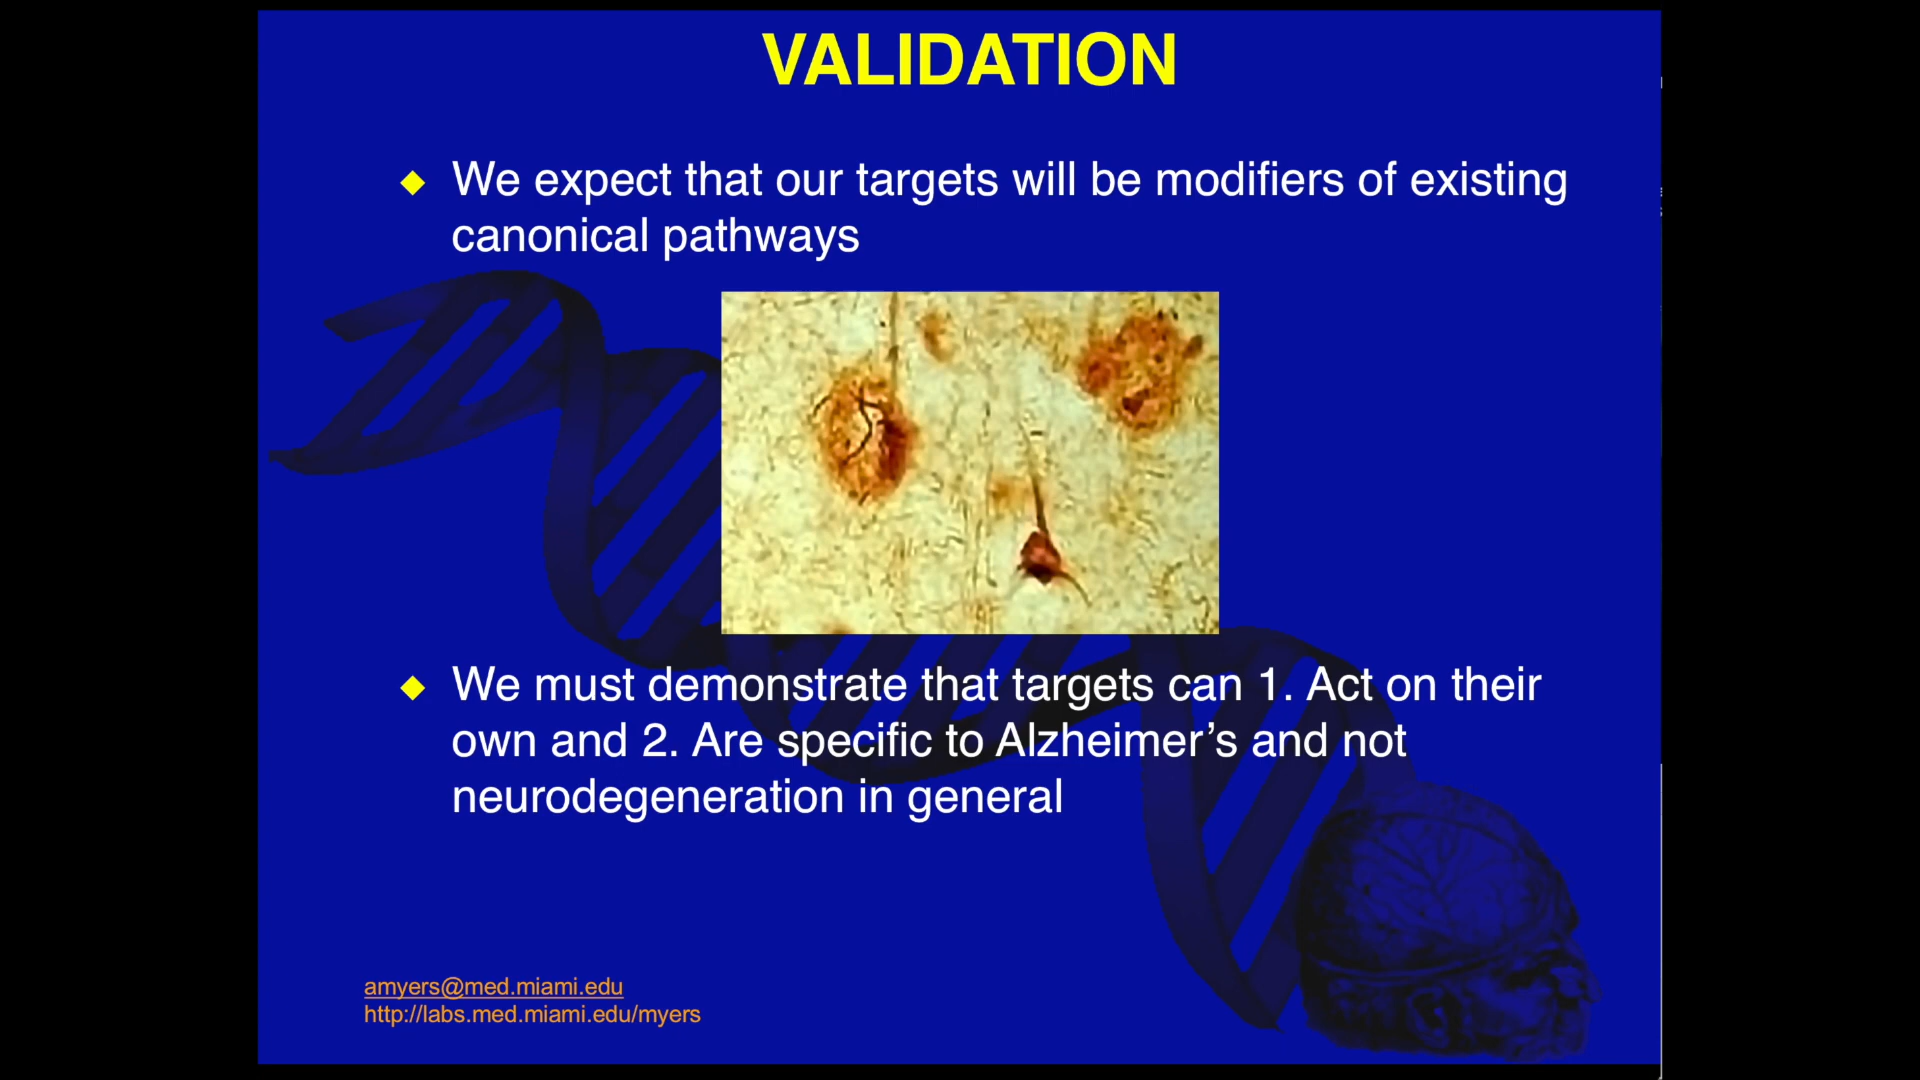 VALIDATION
We expect that our targets will be modifiers of existing
canonical pathways
We must demonstrate that targets can 1. Act on their
own and 2. Are specific to Alzheimer’s and not
neurodegeneration in general
amyers@med.miami.edu
http://labs.med.miami.edu/myers